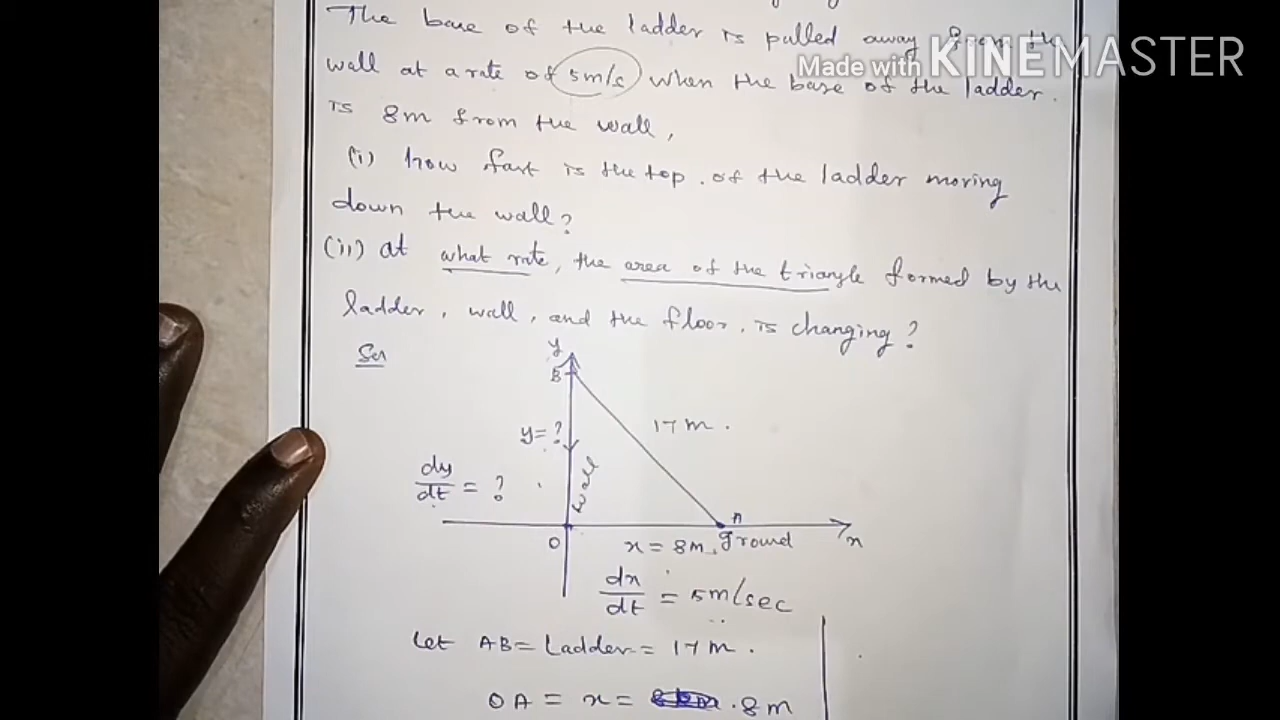 The base of the ladder is pulled away from the
wall at a rate of 5m/s when the base of the ladder.
is 8m from the wall,
(i) how fast is the top. of the ladder moving
down the wall?
(ii) at what rate, the area of the triangle formed by the
ladder, wall, and the floor, is changing?
Made with KINEMASTER
Sol
y
B
17m.
y=?
wall
dy/dt = ?
A
O
x = 8m. ground
x
dx/dt = 5m/sec
Let AB = Ladder = 17m.
OA = x = .8m